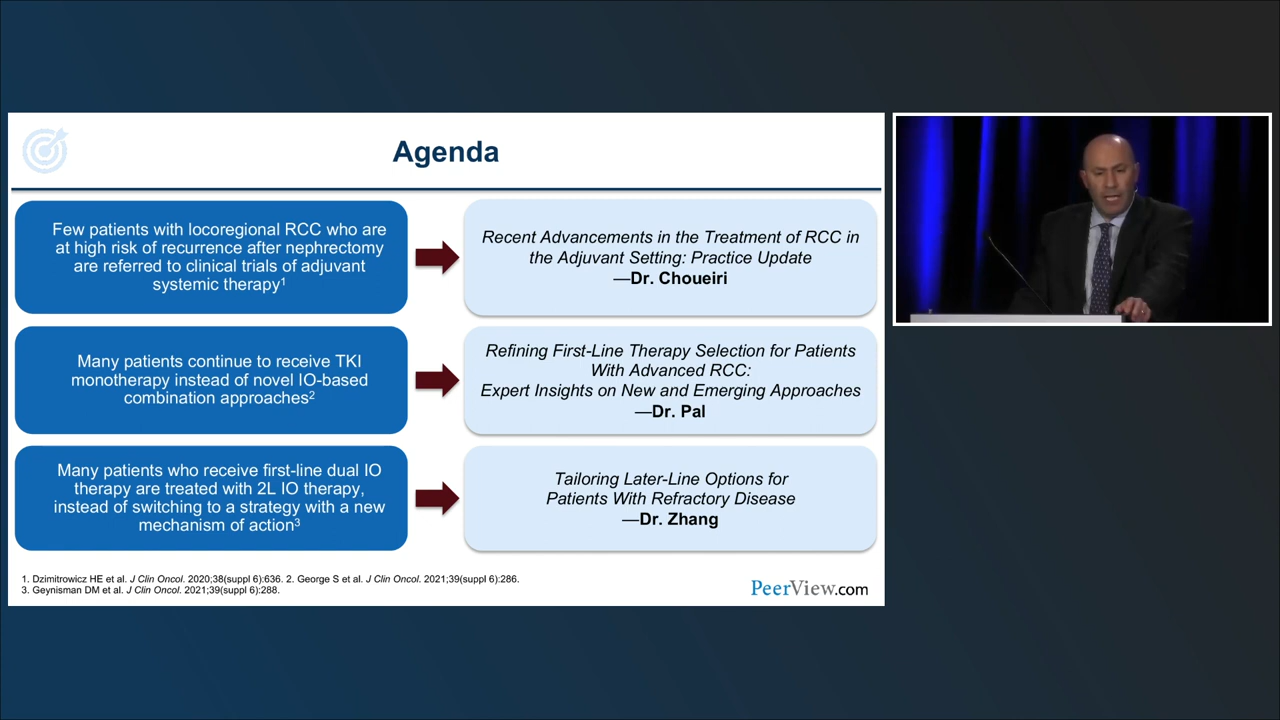 Agenda
Few patients with locoregional RCC who are
at high risk of recurrence after nephrectomy
are referred to clinical trials of adjuvant
systemic therapy1
Recent Advancements in the Treatment of RCC in
the Adjuvant Setting: Practice Update
—Dr. Choueiri
Many patients continue to receive TKI
monotherapy instead of novel IO-based
combination approaches2
Refining First-Line Therapy Selection for Patients
With Advanced RCC:
Expert Insights on New and Emerging Approaches
—Dr. Pal
Many patients who receive first-line dual IO
therapy are treated with 2L IO therapy,
instead of switching to a strategy with a new
mechanism of action3
Tailoring Later-Line Options for
Patients With Refractory Disease
—Dr. Zhang
1. Dzimitrowicz HE et al. J Clin Oncol. 2020;38(suppl 6):636. 2. George S et al. J Clin Oncol. 2021;39(suppl 6):286.
3. Geynisman DM et al. J Clin Oncol. 2021;39(suppl 6):288.
PeerView.com